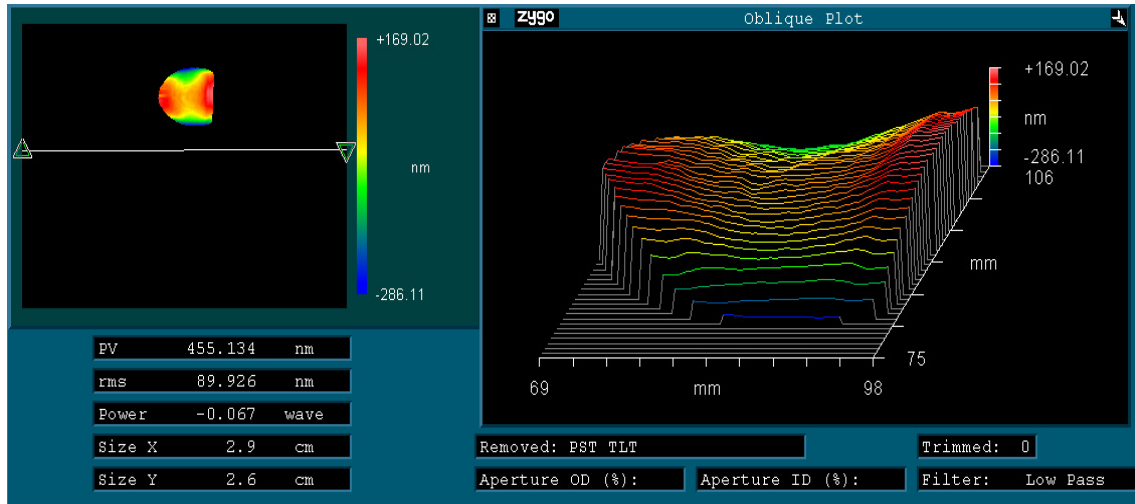 +169.02
nm
-286.11
PV 455.134 nm
rms 89.926 nm
Power -0.067 wave
Size X 2.9 cm
Size Y 2.6 cm
zygo Oblique Plot
+169.02
nm
-286.11
106
mm
75
69 mm 98
Removed: PST TLT Trimmed: 0
Aperture OD (%): Aperture ID (%): Filter: Low Pass